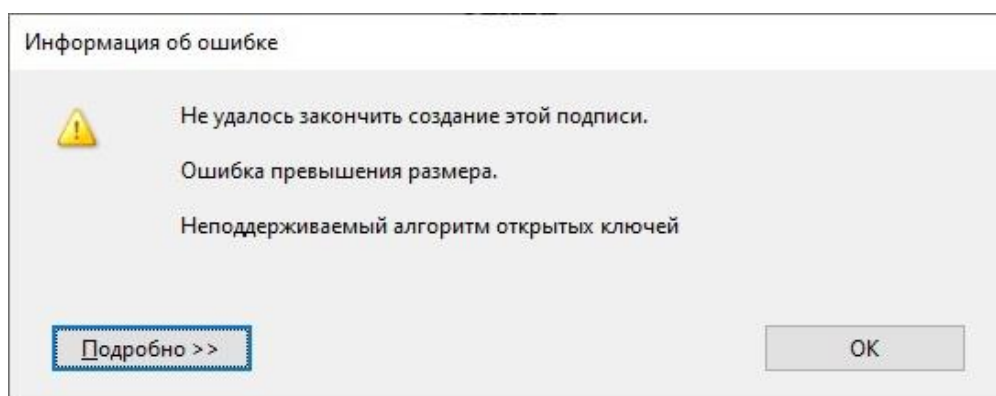 Информация об ошибке
Не удалось закончить создание этой подписи.
Ошибка превышения размера.
Неподдерживаемый алгоритм открытых ключей
Подробно >>
OK